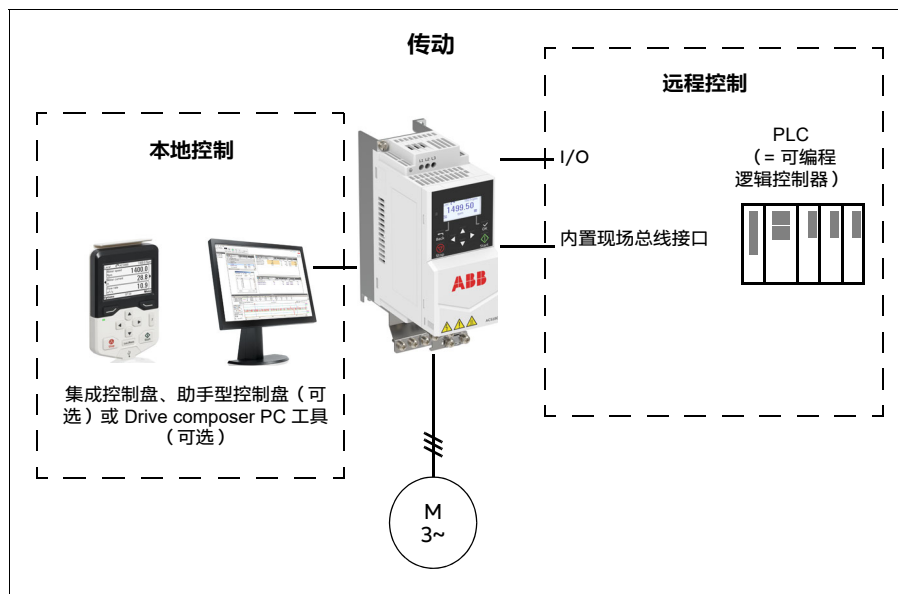 传动
本地控制
远程控制
I/O
PLC
（= 可编程
逻辑控制器）
内置现场总线接口
1499.50
ABB
1400.0
28.8
10.9
集成控制盘、助手型控制盘（可
选）或 Drive composer PC 工具
（可选）
M
3~